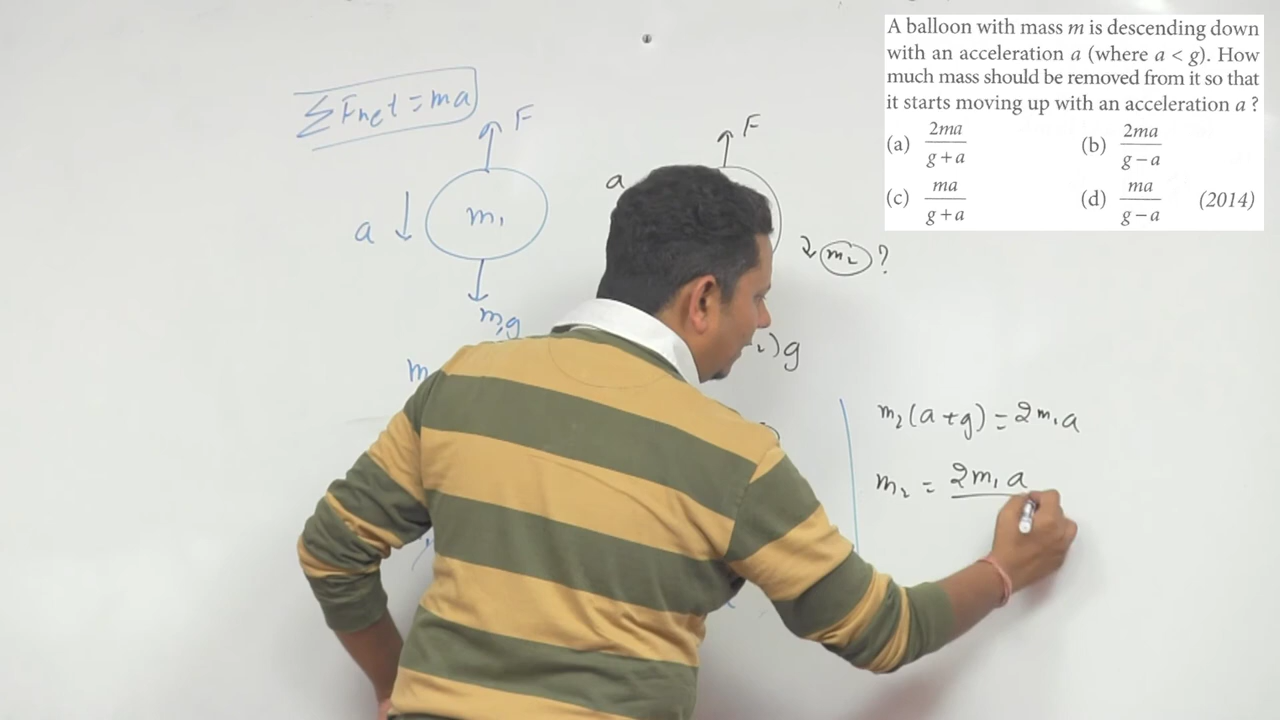 A balloon with mass m is descending down
with an acceleration a (where a < g). How
much mass should be removed from it so that
it starts moving up with an acceleration a ?
(a) 2ma / g + a
(b) 2ma / g − a
(c) ma / g + a
(d) ma / g − a (2014)
ΣFnet = ma
F
F
a
a ↓ m₁
m₂ ?
m₁g
)g
m
m₂(a+g) = 2m₁a
m₂ = 2m₁a